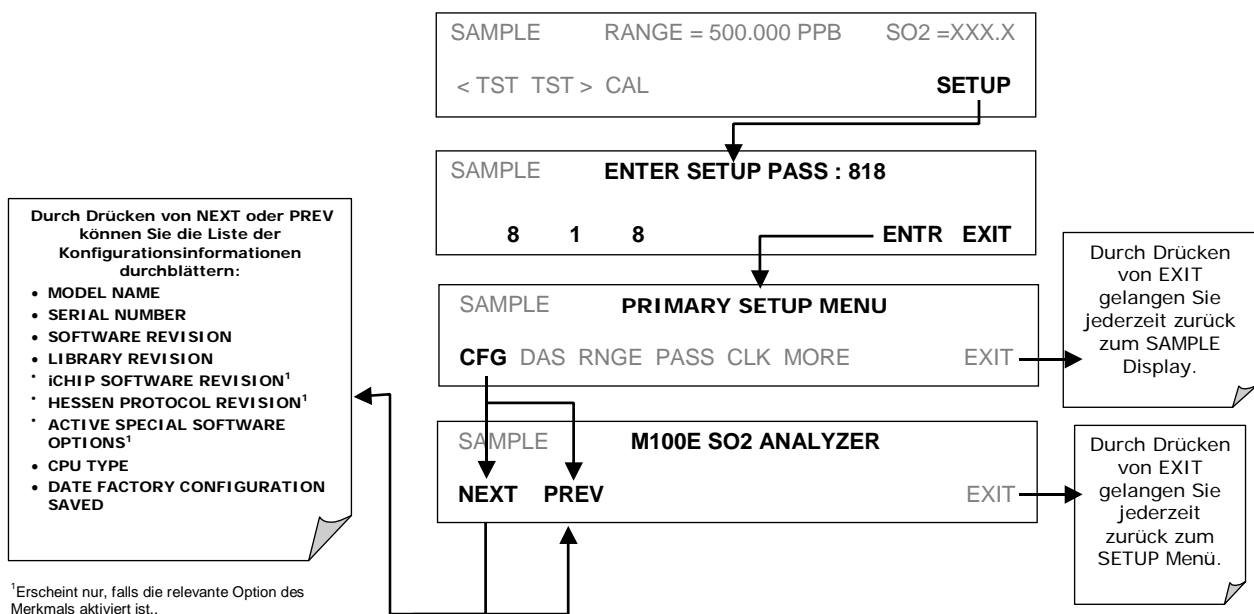 SAMPLE RANGE = 500.000 PPB SO2 =XXX.X
< TST TST > CAL SETUP
SAMPLE ENTER SETUP PASS : 818
8 1 8 ENTR EXIT
SAMPLE PRIMARY SETUP MENU
CFG DAS RNGE PASS CLK MORE EXIT
SAMPLE M100E SO2 ANALYZER
NEXT PREV EXIT
Durch Drücken von NEXT oder PREV
können Sie die Liste der
Konfigurationsinformationen
durchblättern:
• MODEL NAME
• SERIAL NUMBER
• SOFTWARE REVISION
• LIBRARY REVISION
• iCHIP SOFTWARE REVISION¹
• HESSEN PROTOCOL REVISION¹
• ACTIVE SPECIAL SOFTWARE
OPTIONS¹
• CPU TYPE
• DATE FACTORY CONFIGURATION
SAVED
¹Erscheint nur, falls die relevante Option des
Merkmals aktiviert ist..
Durch Drücken
von EXIT
gelangen Sie
jederzeit zurück
zum SAMPLE
Display.
Durch Drücken
von EXIT
gelangen Sie
jederzeit
zurück zum
SETUP Menü.